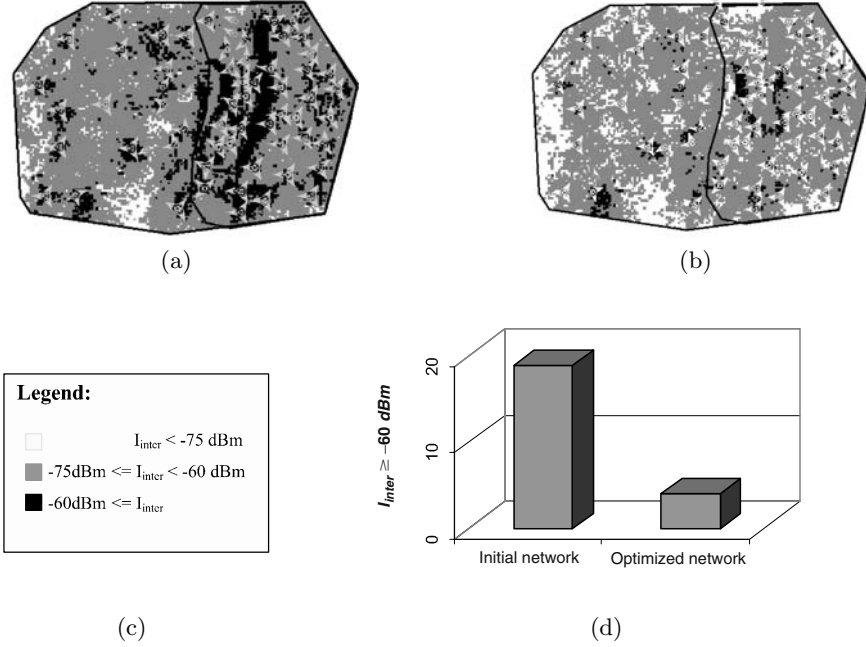 (a)
(b)
Legend:
I_inter < -75 dBm
-75dBm <= I_inter < -60 dBm
-60dBm <= I_inter
(c)
I_inter ≥ –60 dBm
20
10
0
Initial network
Optimized network
(d)